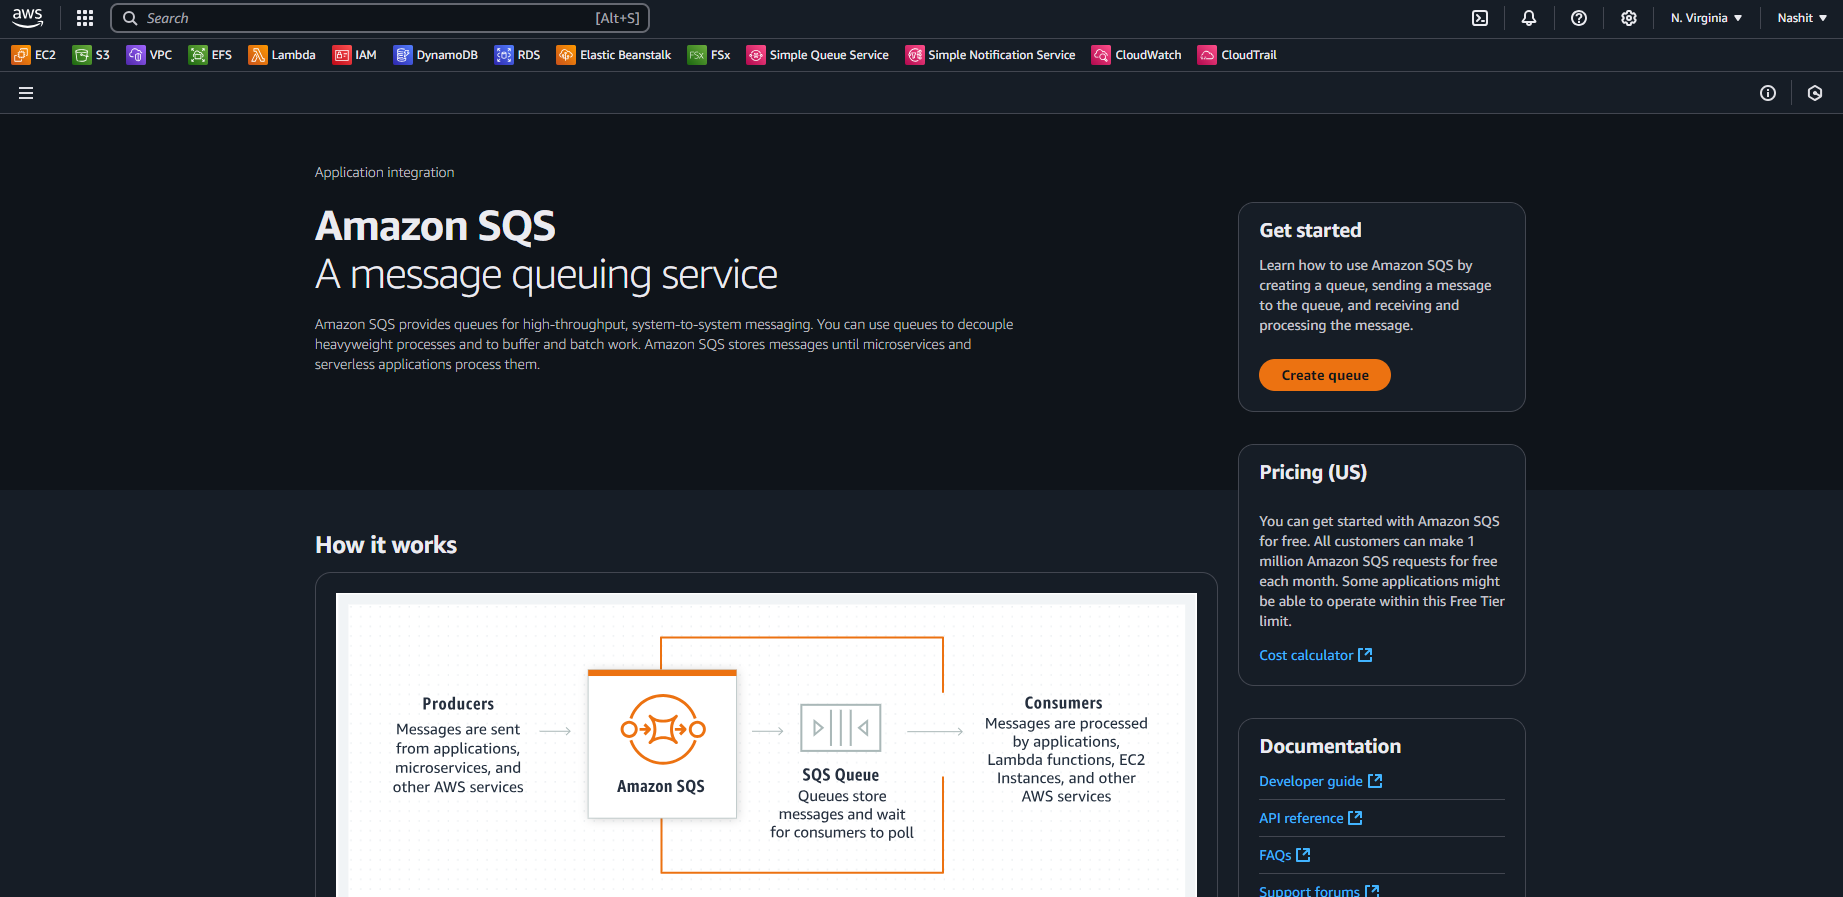 aws
Search
[Alt+S]
N. Virginia
Nashit
EC2
S3
VPC
EFS
Lambda
IAM
DynamoDB
RDS
Elastic Beanstalk
FSx
FSx
Simple Queue Service
Simple Notification Service
CloudWatch
CloudTrail
Application integration
Amazon SQS
A message queuing service
Amazon SQS provides queues for high-throughput, system-to-system messaging. You can use queues to decouple
heavyweight processes and to buffer and batch work. Amazon SQS stores messages until microservices and
serverless applications process them.
Get started
Learn how to use Amazon SQS by
creating a queue, sending a message
to the queue, and receiving and
processing the message.
Create queue
Pricing (US)
You can get started with Amazon SQS
for free. All customers can make 1
million Amazon SQS requests for free
each month. Some applications might
be able to operate within this Free Tier
limit.
Cost calculator
How it works
Producers
Messages are sent
from applications,
microservices, and
other AWS services
Amazon SQS
SQS Queue
Queues store
messages and wait
for consumers to poll
Consumers
Messages are processed
by applications,
Lambda functions, EC2
Instances, and other
AWS services
Documentation
Developer guide
API reference
FAQs
Support forums